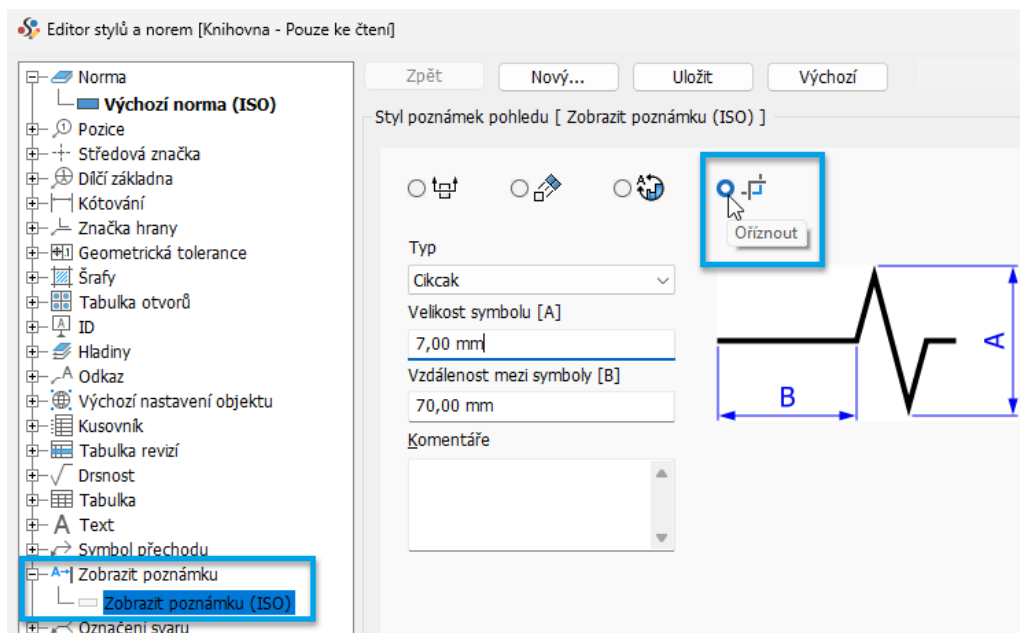 Editor stylů a norem [Knihovna - Pouze ke čtení]
Norma
Výchozí norma (ISO)
Pozice
Středová značka
Dílčí základna
Kótování
Značka hrany
Geometrická tolerance
Šrafy
Tabulka otvorů
ID
Hladiny
Odkaz
Výchozí nastavení objektu
Kusovník
Tabulka revizí
Drsnost
Tabulka
Text
Symbol přechodu
Zobrazit poznámku
Zobrazit poznámku (ISO)
Označení svaru
Zpět
Nový...
Uložit
Výchozí
Styl poznámek pohledu [ Zobrazit poznámku (ISO) ]
Oříznout
Typ
Cikcak
Velikost symbolu [A]
7,00 mm
Vzdálenost mezi symboly [B]
70,00 mm
Komentáře
A
B